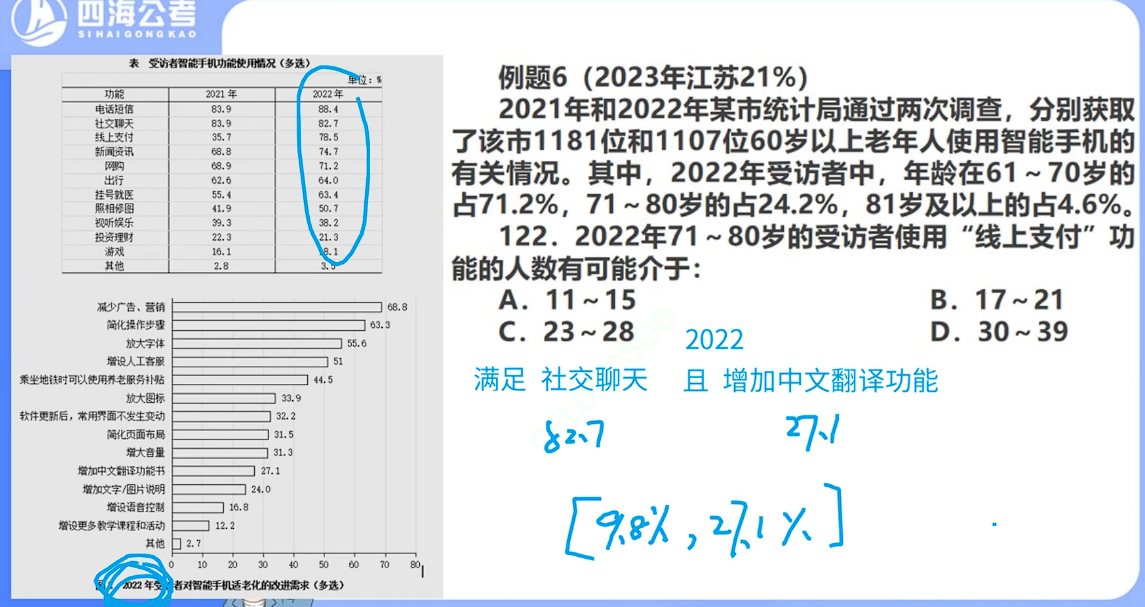 四海公考
SIHAIGONGKAO
表 受访者智能手机功能使用情况（多选）
单位：%
功能 2021年 2022年
电话短信 83.9 88.4
社交聊天 83.9 82.7
线上支付 35.7 78.5
新闻资讯 68.8 74.7
网购 68.9 71.2
出行 62.6 64.0
挂号就医 55.4 63.4
照相修图 41.9 50.7
视听娱乐 39.3 38.2
投资理财 22.3 21.3
游戏 16.1 8.1
其他 2.8
减少广告、营销 68.8
简化操作步骤 63.3
放大字体 55.6
增设人工客服 51
乘坐地铁时可以使用养老服务补贴 44.5
放大图标 33.9
软件更新后，常用界面不发生变动 32.2
简化页面布局 31.5
增大音量 31.3
增加中文翻译功能书 27.1
增加文字/图片说明 24.0
增设语音控制 16.8
增设更多教学课程和活动 12.2
其他 2.7
0 10 20 30 40 50 60 70 80
2022年受访者对智能手机适老化的改进需求（多选）
例题6（2023年江苏21%）
2021年和2022年某市统计局通过两次调查，分别获取
了该市1181位和1107位60岁以上老年人使用智能手机的
有关情况。其中，2022年受访者中，年龄在61～70岁的
占71.2%，71～80岁的占24.2%，81岁及以上的占4.6%。
122．2022年71～80岁的受访者使用“线上支付”功
能的人数有可能介于：
A．11～15 B．17～21
C．23～28 D．30～39
2022
满足 社交聊天 且 增加中文翻译功能
82.7 27.1
[9.8%，27.1%]